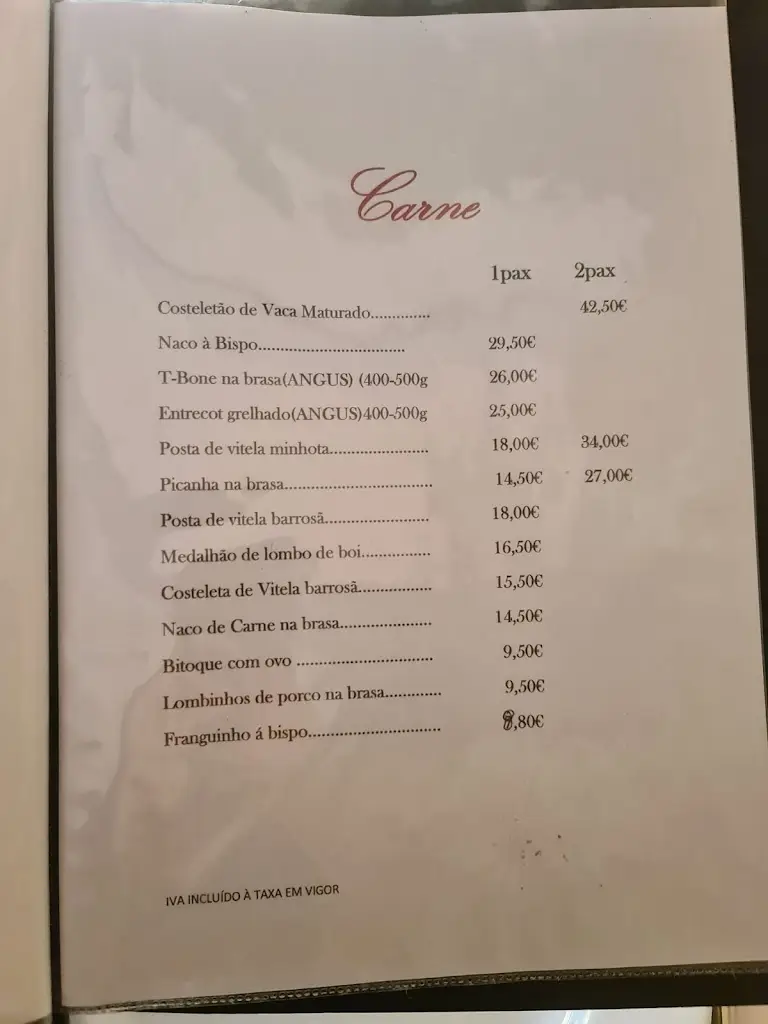 Carne
1pax 2pax
Costeletão de Vaca Maturado.............. 42,50€
Naco à Bispo................................. 29,50€
T-Bone na brasa(ANGUS) (400-500g 26,00€
Entrecot grelhado(ANGUS)400-500g 25,00€
Posta de vitela minhota...................... 18,00€ 34,00€
Picanha na brasa................................. 14,50€ 27,00€
Posta de vitela barrosã....................... 18,00€
Medalhão de lombo de boi................ 16,50€
Costeleta de Vitela barrosã................. 15,50€
Naco de Carne na brasa..................... 14,50€
Bitoque com ovo ............................... 9,50€
Lombinhos de porco na brasa............. 9,50€
Franguinho á bispo.............................. 8,80€
IVA INCLUÍDO À TAXA EM VIGOR